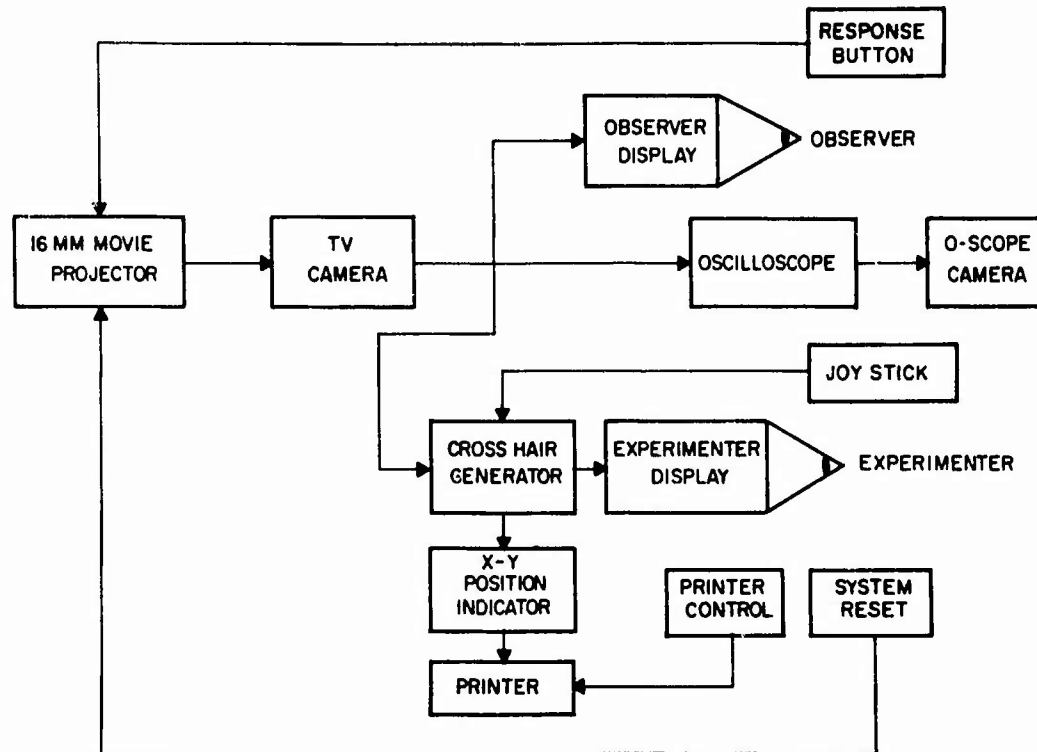 RESPONSE
BUTTON
OBSERVER
DISPLAY
OBSERVER
16 MM MOVIE
PROJECTOR
TV
CAMERA
OSCILLOSCOPE
O-SCOPE
CAMERA
JOY STICK
CROSS HAIR
GENERATOR
EXPERIMENTER
DISPLAY
EXPERIMENTER
X-Y
POSITION
INDICATOR
PRINTER
CONTROL
SYSTEM
RESET
PRINTER